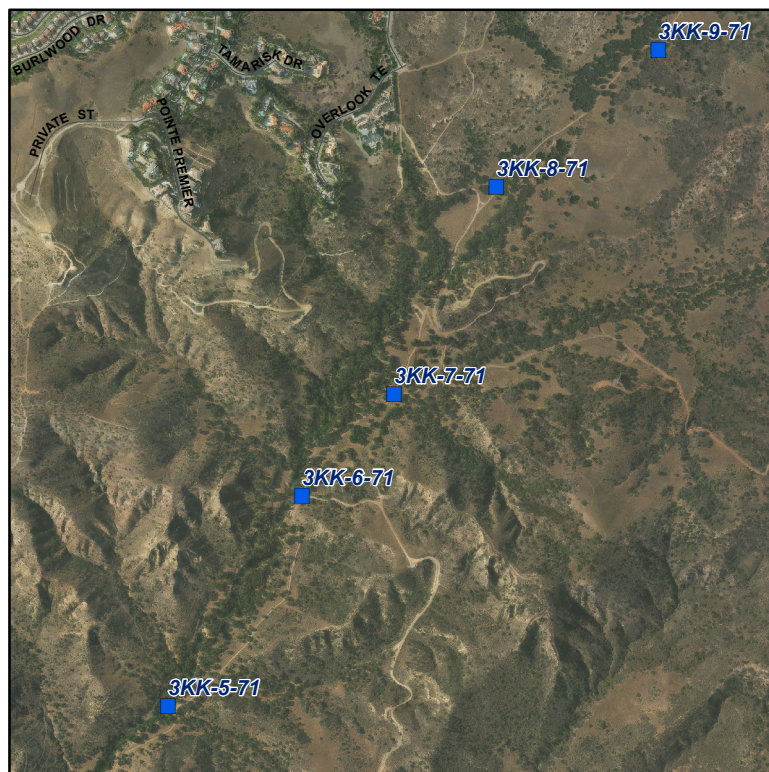 BURLWOOD DR
TAMARISK DR
3KK-9-71
OVERLOOK TE
PRIVATE ST
POINTE PREMIER
3KK-8-71
3KK-7-71
3KK-6-71
3KK-5-71